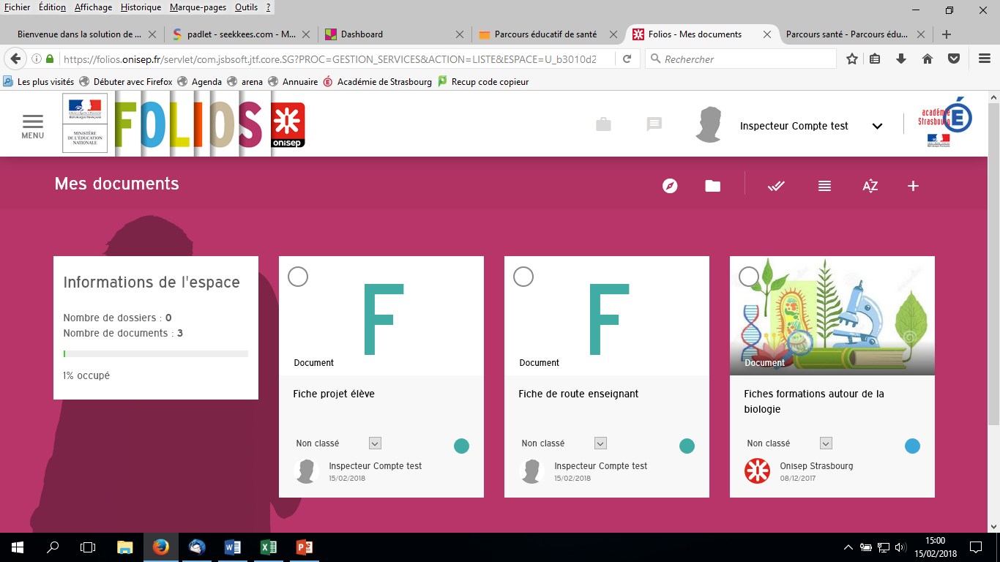 Fichier Édition Affichage Historique Marque-pages Outils ?
Bienvenue dans la solution de ...
padlet - seekkees.com - M...
Dashboard
Parcours éducatif de santé
Folios - Mes documents
Parcours santé - Parcours édu...
https://folios.onisep.fr/servlet/com.jsbsoft.jtf.core.SG?PROC=GESTION_SERVICES&ACTION=LISTE&ESPACE=U_b3010d2
Rechercher
Les plus visités
Débuter avec Firefox
Agenda
arena
Annuaire
Académie de Strasbourg
Recup code copieur
MENU
MINISTÈRE
DE L'ÉDUCATION
NATIONALE
FOLIOS
onisep
Inspecteur Compte test
académie
Strasbourg
Mes documents
AZ
Informations de l'espace
Nombre de dossiers : 0
Nombre de documents : 3
1% occupé
F
Document
Fiche projet élève
Non classé
Inspecteur Compte test
15/02/2018
F
Document
Fiche de route enseignant
Non classé
Inspecteur Compte test
15/02/2018
Document
Fiches formations autour de la
biologie
Non classé
Onisep Strasbourg
08/12/2017
15:00
15/02/2018